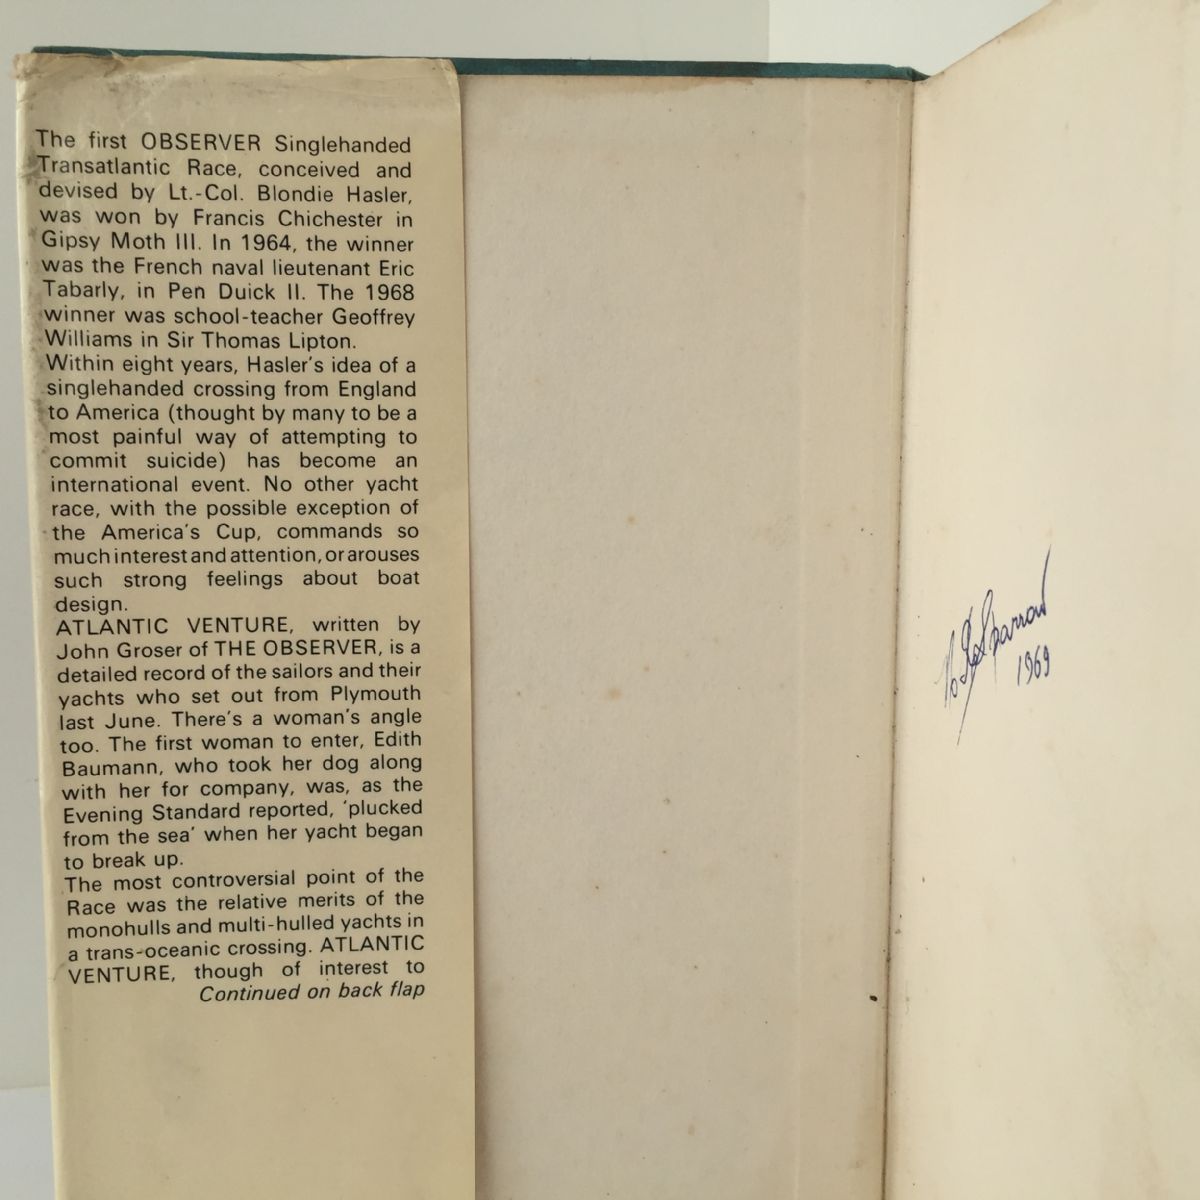 The first OBSERVER Singlehanded
Transatlantic Race, conceived and
devised by Lt.-Col. Blondie Hasler,
was won by Francis Chichester in
Gipsy Moth III. In 1964, the winner
was the French naval lieutenant Eric
Tabarly, in Pen Duick II. The 1968
winner was school-teacher Geoffrey
Williams in Sir Thomas Lipton.
Within eight years, Hasler's idea of a
singlehanded crossing from England
to America (thought by many to be a
most painful way of attempting to
commit suicide) has become an
international event. No other yacht
race, with the possible exception of
the America's Cup, commands so
much interest and attention, or arouses
such strong feelings about boat
design.
ATLANTIC VENTURE, written by
John Groser of THE OBSERVER, is a
detailed record of the sailors and their
yachts who set out from Plymouth
last June. There's a woman's angle
too. The first woman to enter, Edith
Baumann, who took her dog along
with her for company, was, as the
Evening Standard reported, 'plucked
from the sea' when her yacht began
to break up.
The most controversial point of the
Race was the relative merits of the
monohulls and multi-hulled yachts in
a trans-oceanic crossing. ATLANTIC
VENTURE, though of interest to
Continued on back flap
Sparrow
1969